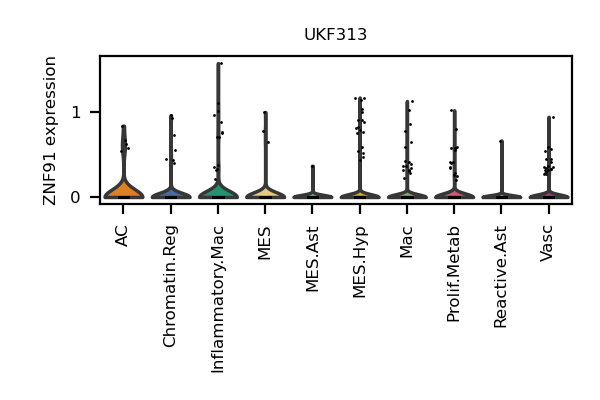 UKF313
ZNF91 expression
1
0
AC
Chromatin.Reg
Inflammatory.Mac
MES
MES.Ast
MES.Hyp
Mac
Prolif.Metab
Reactive.Ast
Vasc